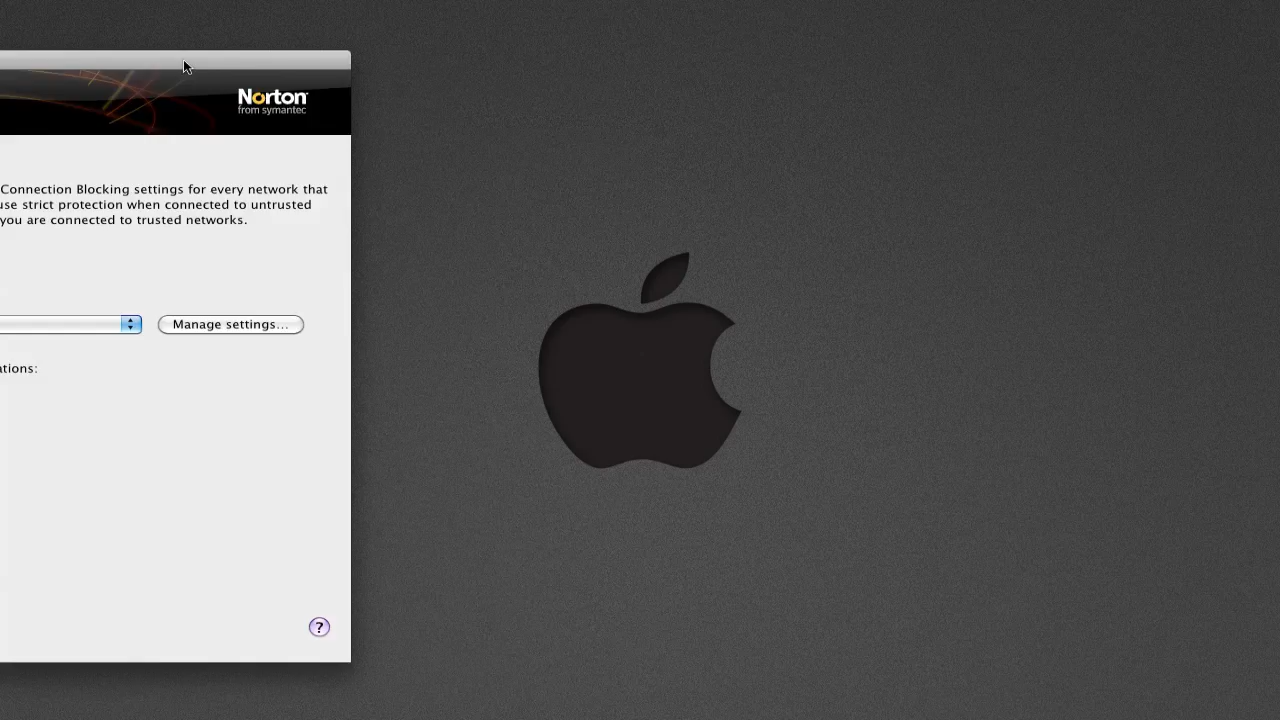 Norton
from symantec
Connection Blocking settings for every network that
use strict protection when connected to untrusted
you are connected to trusted networks.
Manage settings...
ations:
?